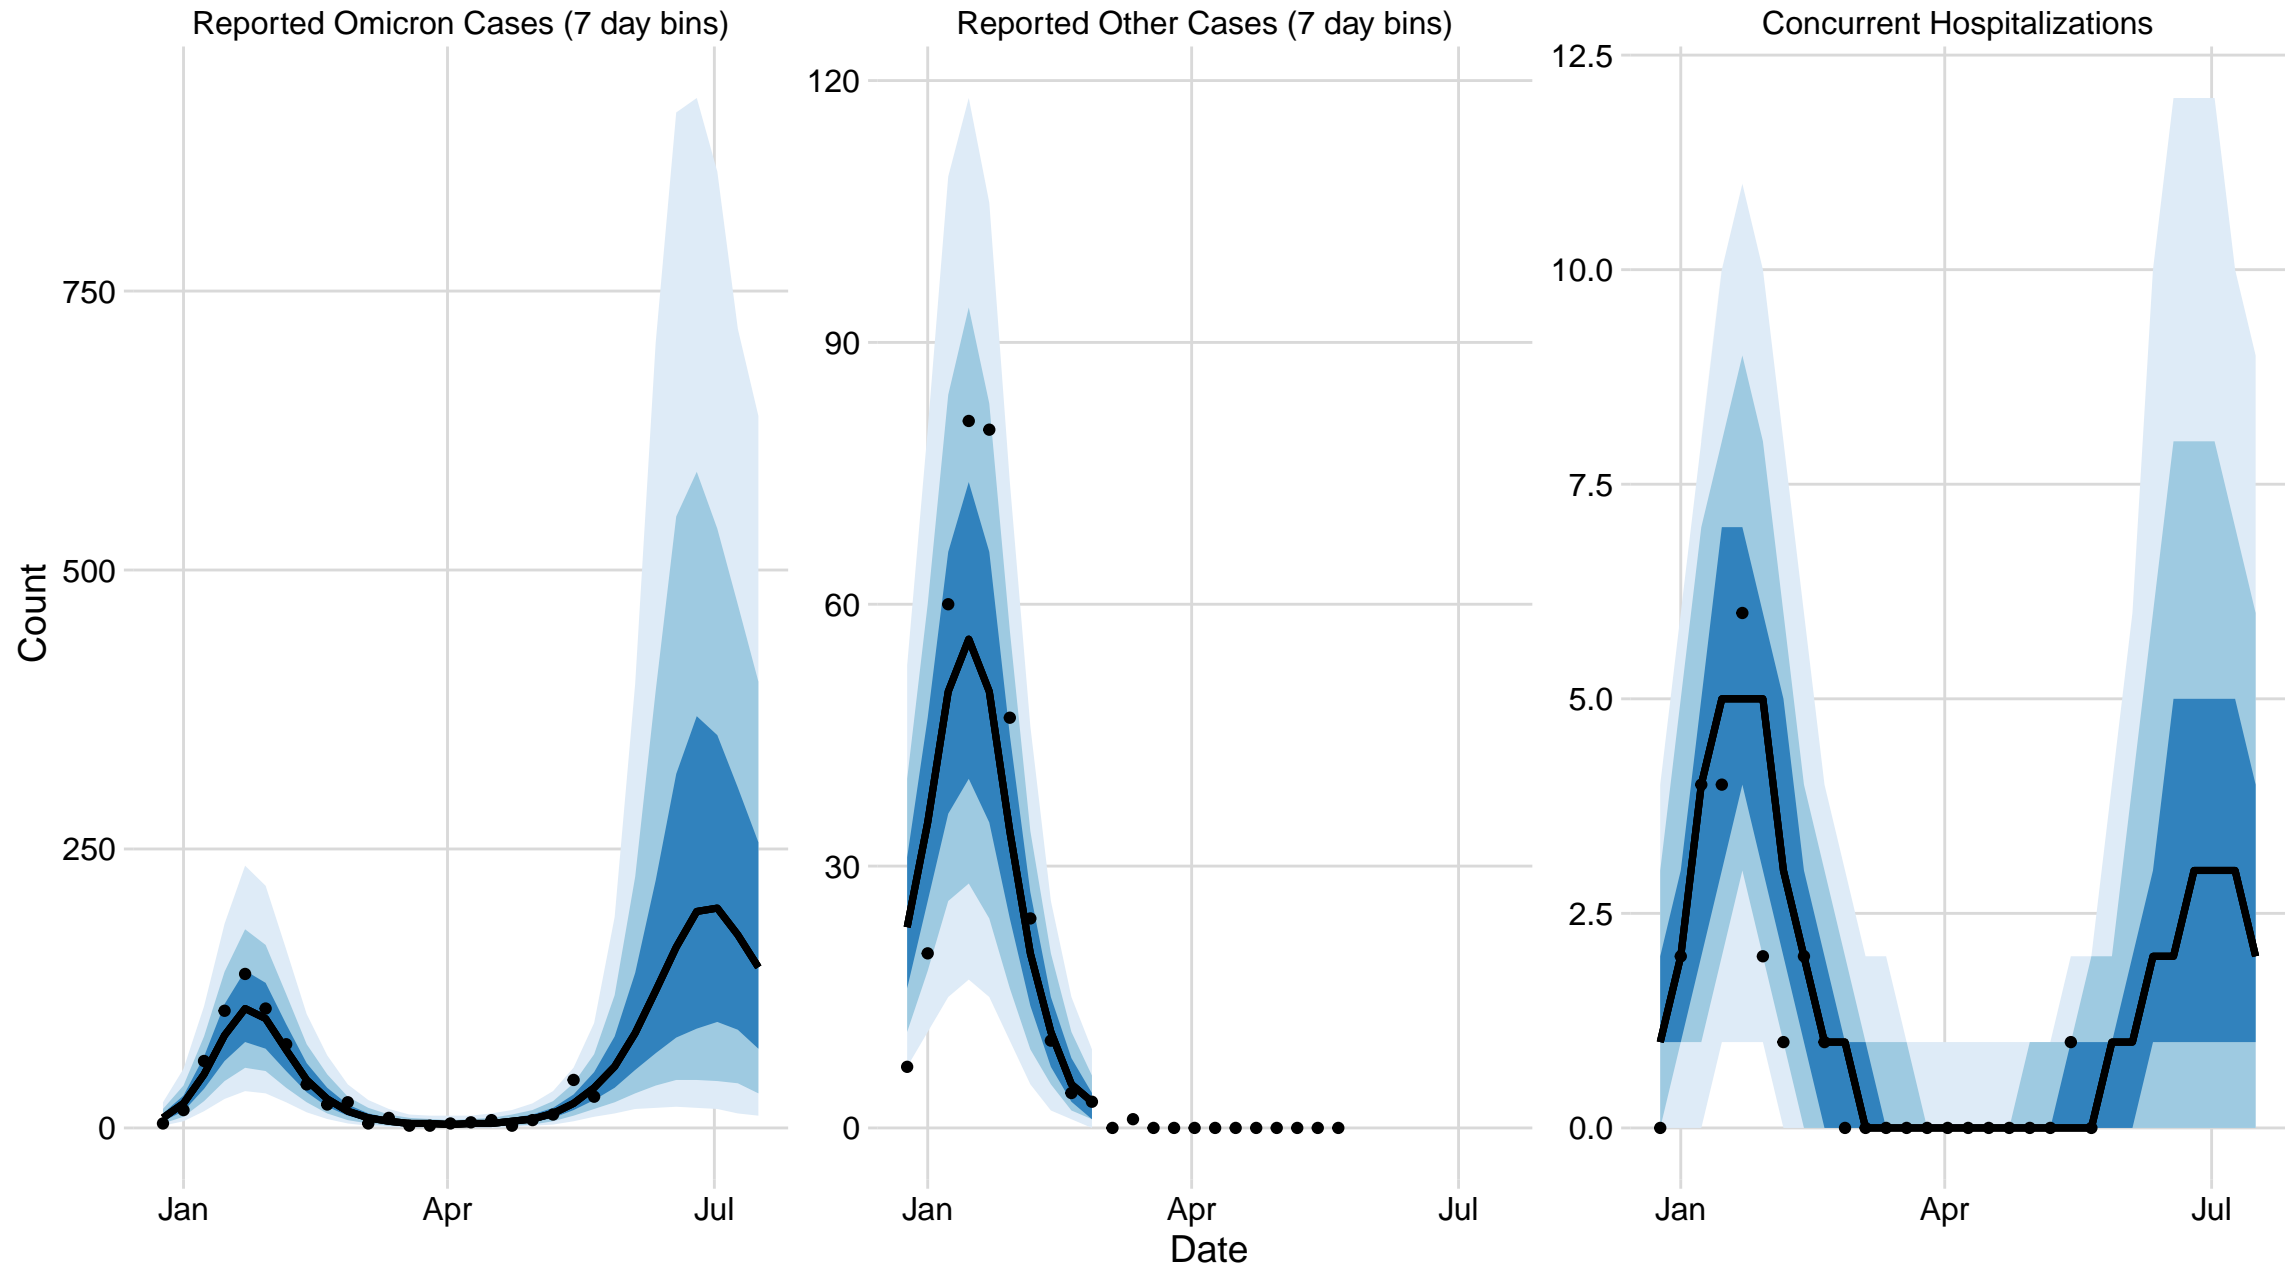 Reported Omicron Cases (7 day bins)
Reported Other Cases (7 day bins)
Concurrent Hospitalizations
Count
750
500
250
0
120
90
60
30
0
12.5
10.0
7.5
5.0
2.5
0.0
Jan
Apr
Jul
Jan
Apr
Jul
Jan
Apr
Jul
Date